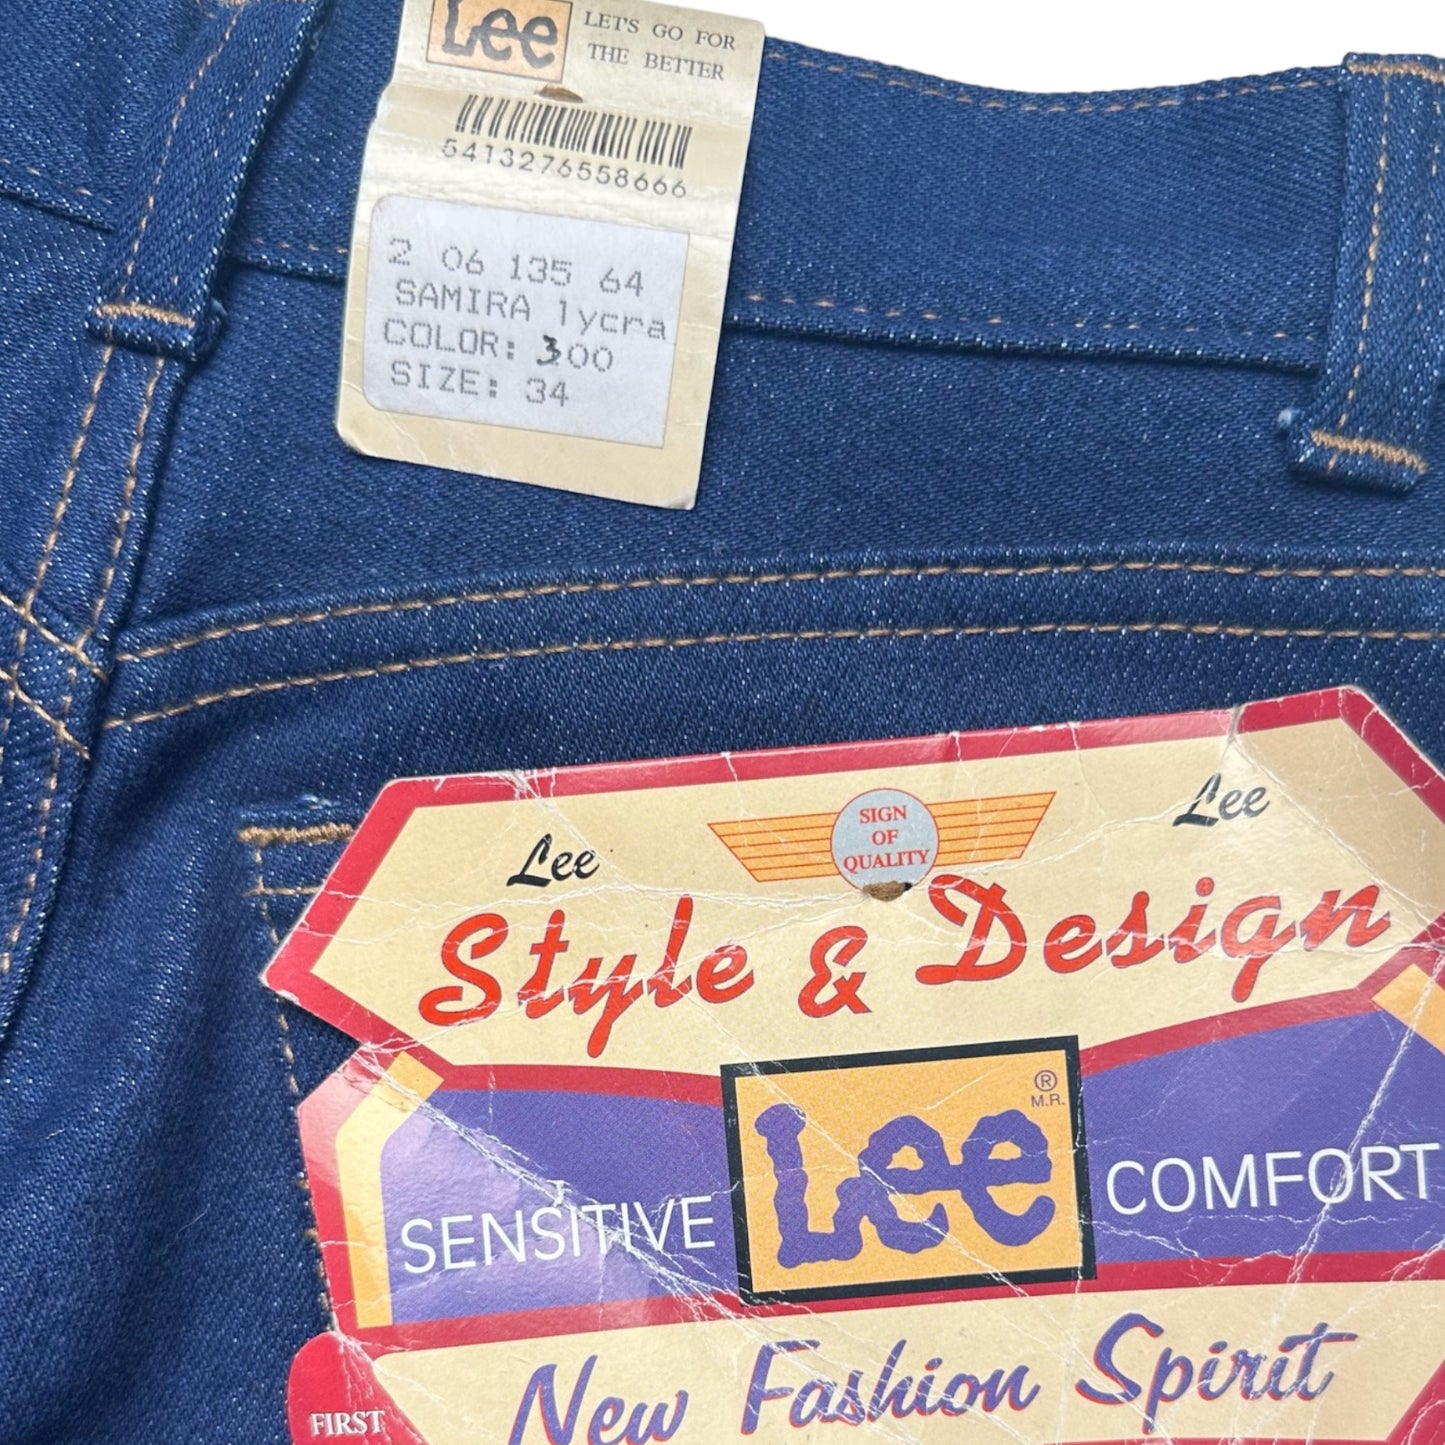 Lee
LET'S GO FOR
THE BETTER
5413276558666
2 06 135 64
SAMIRA lycra
COLOR: 300
SIZE: 34
SIGN
OF
QUALITY
Lee
Lee
Style & Design
®
M.R.
SENSITIVE Lee COMFORT
New Fashion Spirit
FIRST